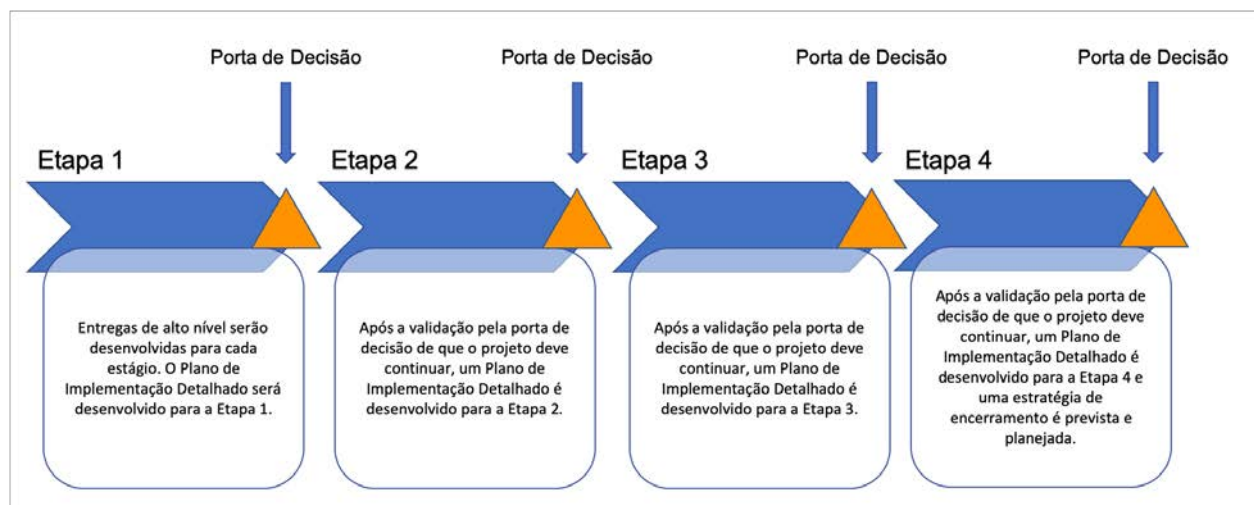 Porta de Decisão
Porta de Decisão
Porta de Decisão
Porta de Decisão
Etapa 1
Etapa 2
Etapa 3
Etapa 4
Entregas de alto nível serão
desenvolvidas para cada
estágio. O Plano de
Implementação Detalhado será
desenvolvido para a Etapa 1.
Após a validação pela porta de
decisão de que o projeto deve
continuar, um Plano de
Implementação Detalhado é
desenvolvido para a Etapa 2.
Após a validação pela porta de
decisão de que o projeto deve
continuar, um Plano de
Implementação Detalhado é
desenvolvido para a Etapa 3.
Após a validação pela porta de
decisão de que o projeto deve
continuar, um Plano de
Implementação Detalhado é
desenvolvido para a Etapa 4 e
uma estratégia de
encerramento é prevista e
planejada.